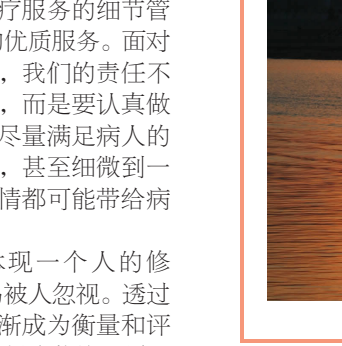 疗服务的细节管
优质服务。面对
，我们的责任不
，而是要认真做
尽量满足病人的
，甚至细微到一
情都可能带给病
现一个人的修
被人忽视。透过
渐成为衡量和评